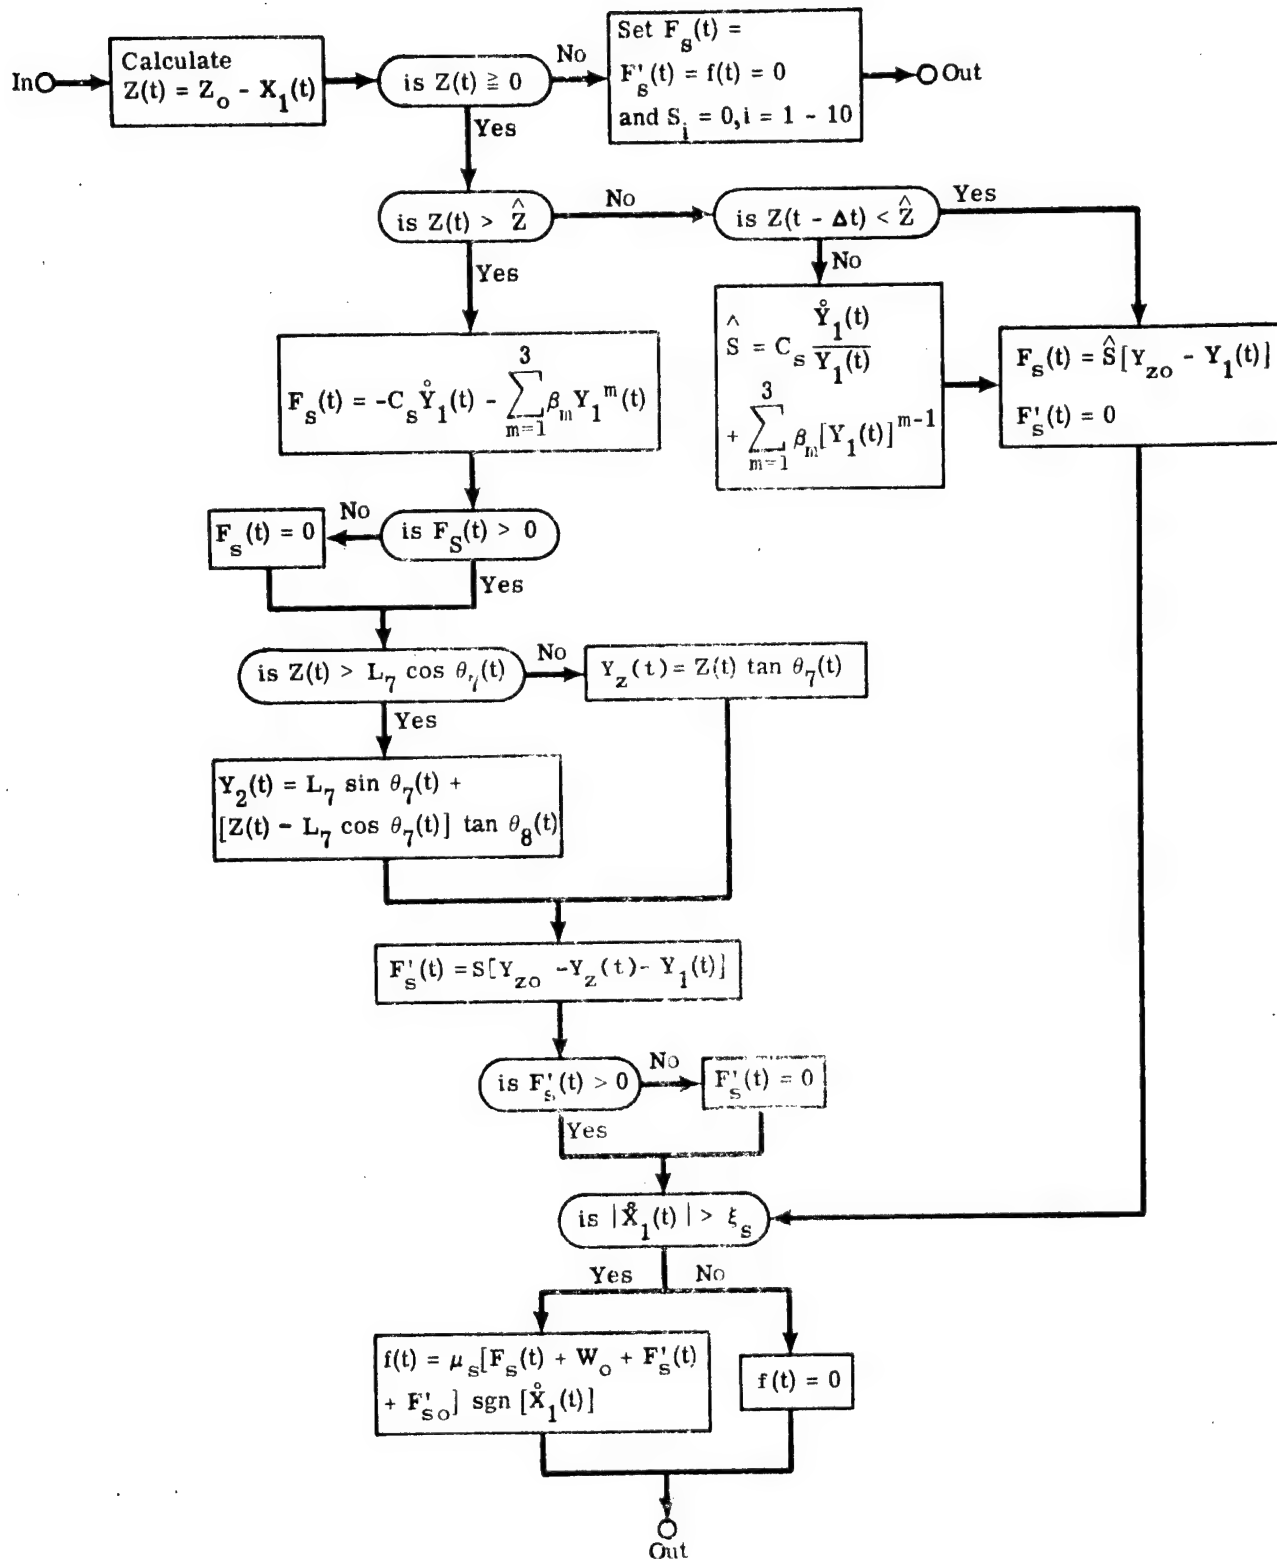 In
Calculate
Z(t) = Z_o - X_1(t)
is Z(t) ≧ 0
No
Set F_s(t) =
F'_s(t) = f(t) = 0
and S_i = 0, i = 1 - 10
Out
Yes
is Z(t) > Ẑ
No
is Z(t - Δt) < Ẑ
Yes
Yes
No
F_s(t) = -C_s Y̊_1(t) - ∑_{m=1}^{3} β_m Y_1^m(t)
Ŝ = C_s Y̊_1(t) / Y_1(t)
+ ∑_{m=1}^{3} β_m [Y_1(t)]^{m-1}
F_s(t) = Ŝ[Y_zo - Y_1(t)]
F'_s(t) = 0
F_s(t) = 0
No
is F_S(t) > 0
Yes
is Z(t) > L_7 cos θ_7(t)
No
Y_z(t) = Z(t) tan θ_7(t)
Yes
Y_2(t) = L_7 sin θ_7(t) +
[Z(t) - L_7 cos θ_7(t)] tan θ_8(t)
F'_s(t) = S[Y_zo - Y_z(t) - Y_1(t)]
is F'_s(t) > 0
No
F'_s(t) = 0
Yes
is |X̊_1(t)| > ξ_s
Yes
No
f(t) = μ_s[F_s(t) + W_o + F'_s(t)
+ F'_so] sgn [X̊_1(t)]
f(t) = 0
Out